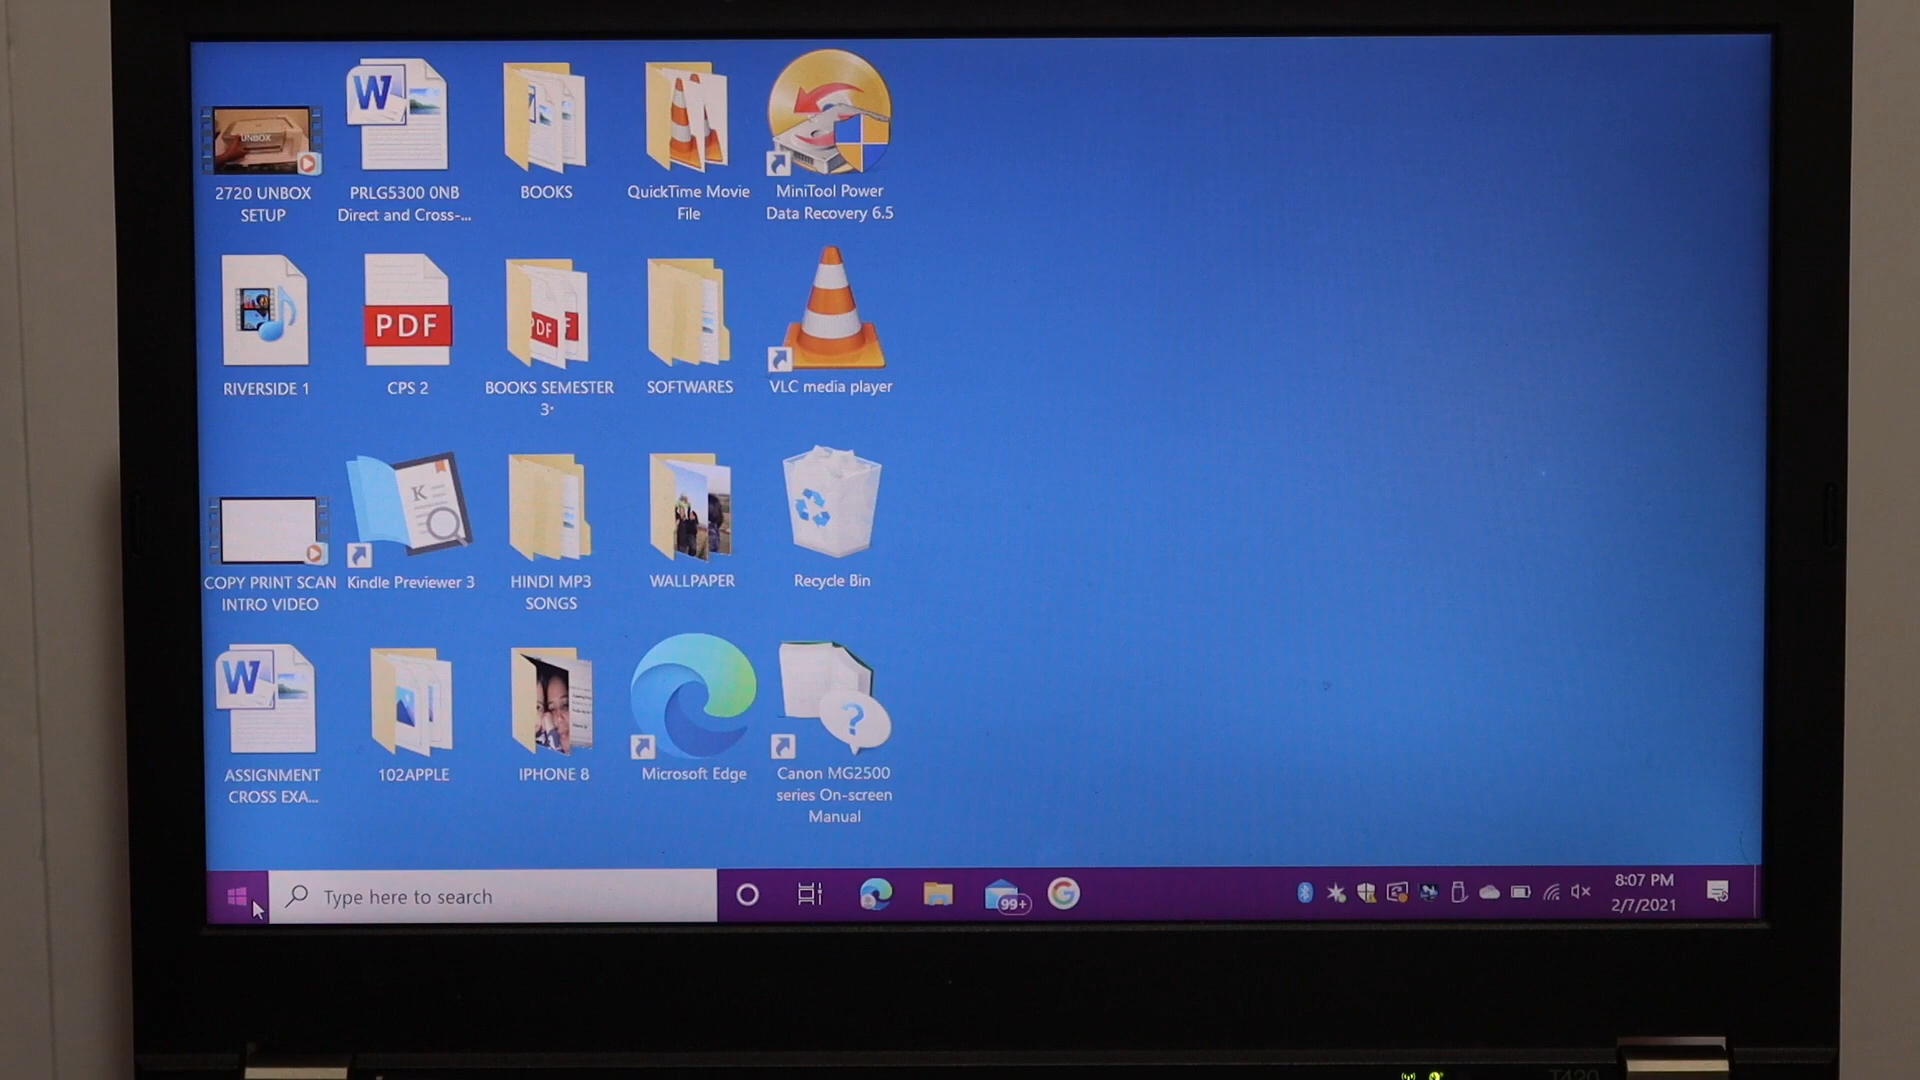 UNBOX
2720 UNBOX
SETUP
W
PRLG5300 0NB
Direct and Cross-...
BOOKS
QuickTime Movie
File
MiniTool Power
Data Recovery 6.5
RIVERSIDE 1
PDF
CPS 2
PDF
BOOKS SEMESTER
3
SOFTWARES
VLC media player
COPY PRINT SCAN
INTRO VIDEO
K
Kindle Previewer 3
HINDI MP3
SONGS
WALLPAPER
Recycle Bin
W
ASSIGNMENT
CROSS EXA...
102APPLE
IPHONE 8
Microsoft Edge
?
Canon MG2500
series On-screen
Manual
Type here to search
99+
G
8:07 PM
2/7/2021
T420